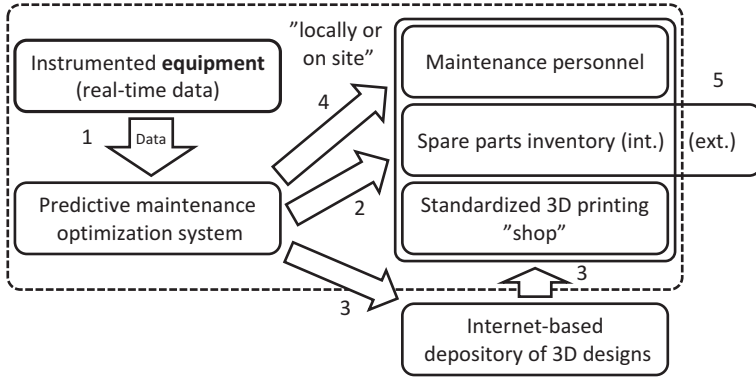 Instrumented equipment
(real-time data)
1
Data
Predictive maintenance
optimization system
”locally or
on site”
4
2
3
Maintenance personnel
5
Spare parts inventory (int.)
(ext.)
Standardized 3D printing
”shop”
3
Internet-based
depository of 3D designs